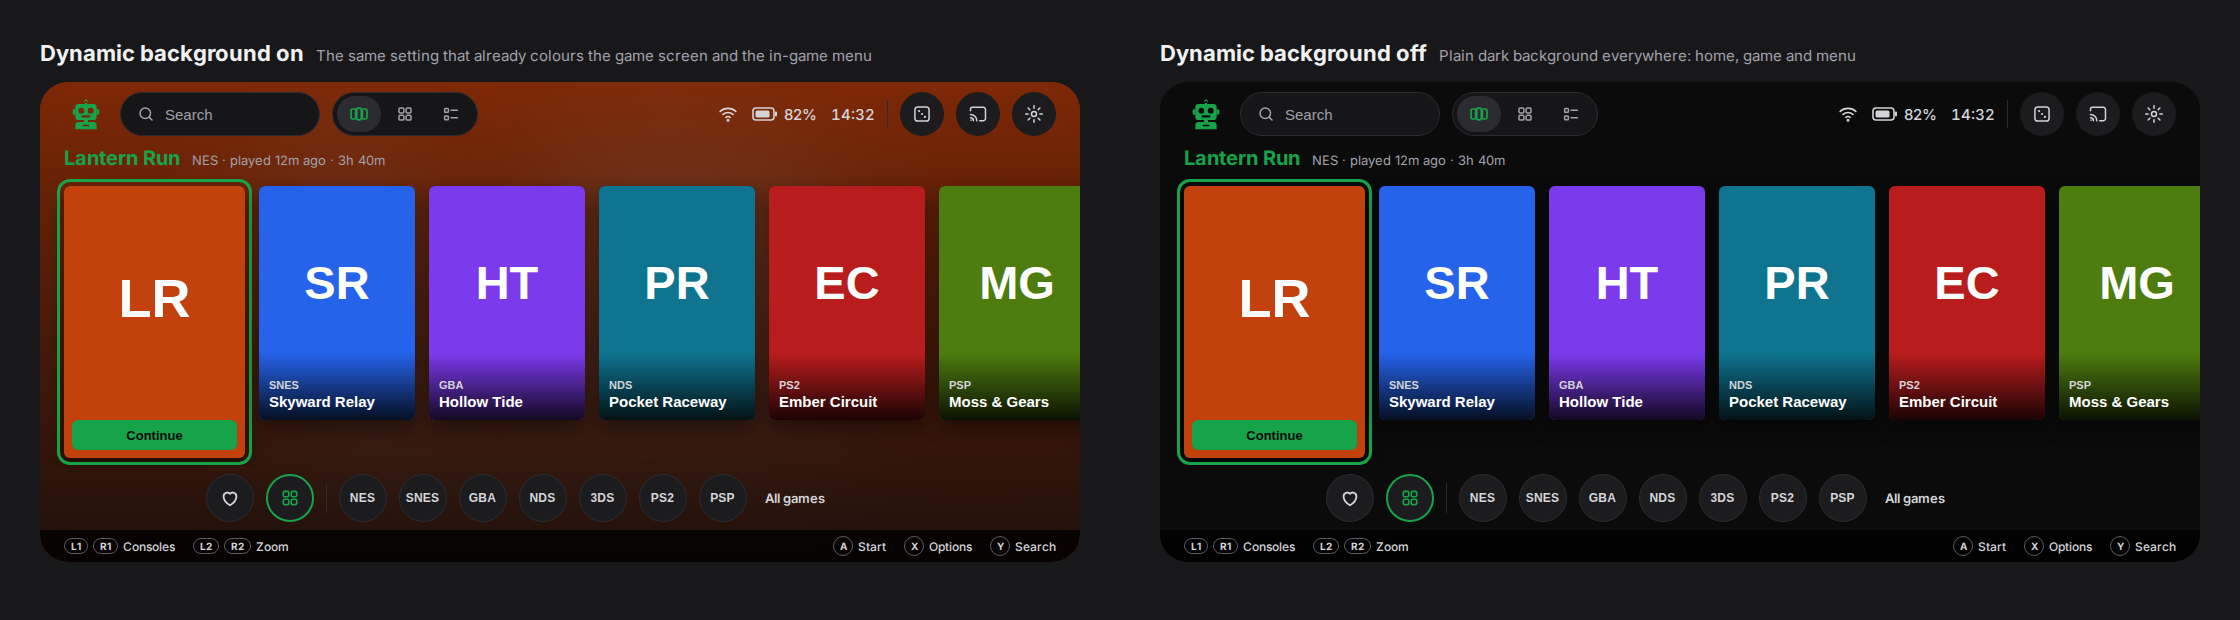 Dynamic background on The same setting that already colours the game screen and the in-game menu
Search 82% 14:32
Lantern Run NES · played 12m ago · 3h 40m
LR SR HT PR EC MG
SNES GBA NDS PS2 PSP
Skyward Relay Hollow Tide Pocket Raceway Ember Circuit Moss & Gears
Continue
NES SNES GBA NDS 3DS PS2 PSP All games
L1 R1 Consoles L2 R2 Zoom A Start X Options Y Search
Dynamic background off Plain dark background everywhere: home, game and menu
Search 82% 14:32
Lantern Run NES · played 12m ago · 3h 40m
LR SR HT PR EC MG
SNES GBA NDS PS2 PSP
Skyward Relay Hollow Tide Pocket Raceway Ember Circuit Moss & Gears
Continue
NES SNES GBA NDS 3DS PS2 PSP All games
L1 R1 Consoles L2 R2 Zoom A Start X Options Y Search